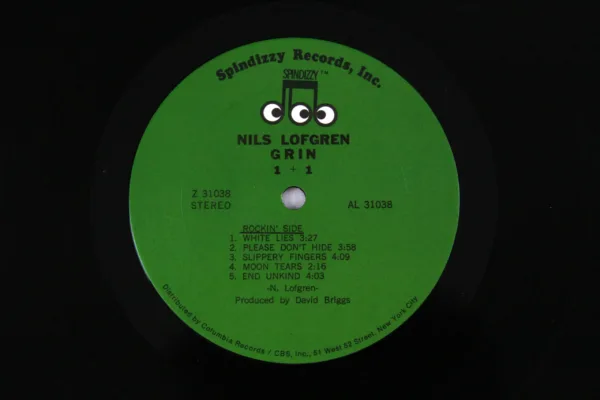 Spindizzy Records, Inc.
SPINDIZZY™
NILS LOFGREN
GRIN
1 + 1
Z 31038
STEREO
AL 31038
ROCKIN' SIDE
1. WHITE LIES 3:27
2. PLEASE DON'T HIDE 3:58
3. SLIPPERY FINGERS 4:09
4. MOON TEARS 2:16
5. END UNKIND 4:03
-N. Lofgren-
Produced by David Briggs
Distributed by Columbia Records / CBS, Inc., 51 West 52 Street, New York City